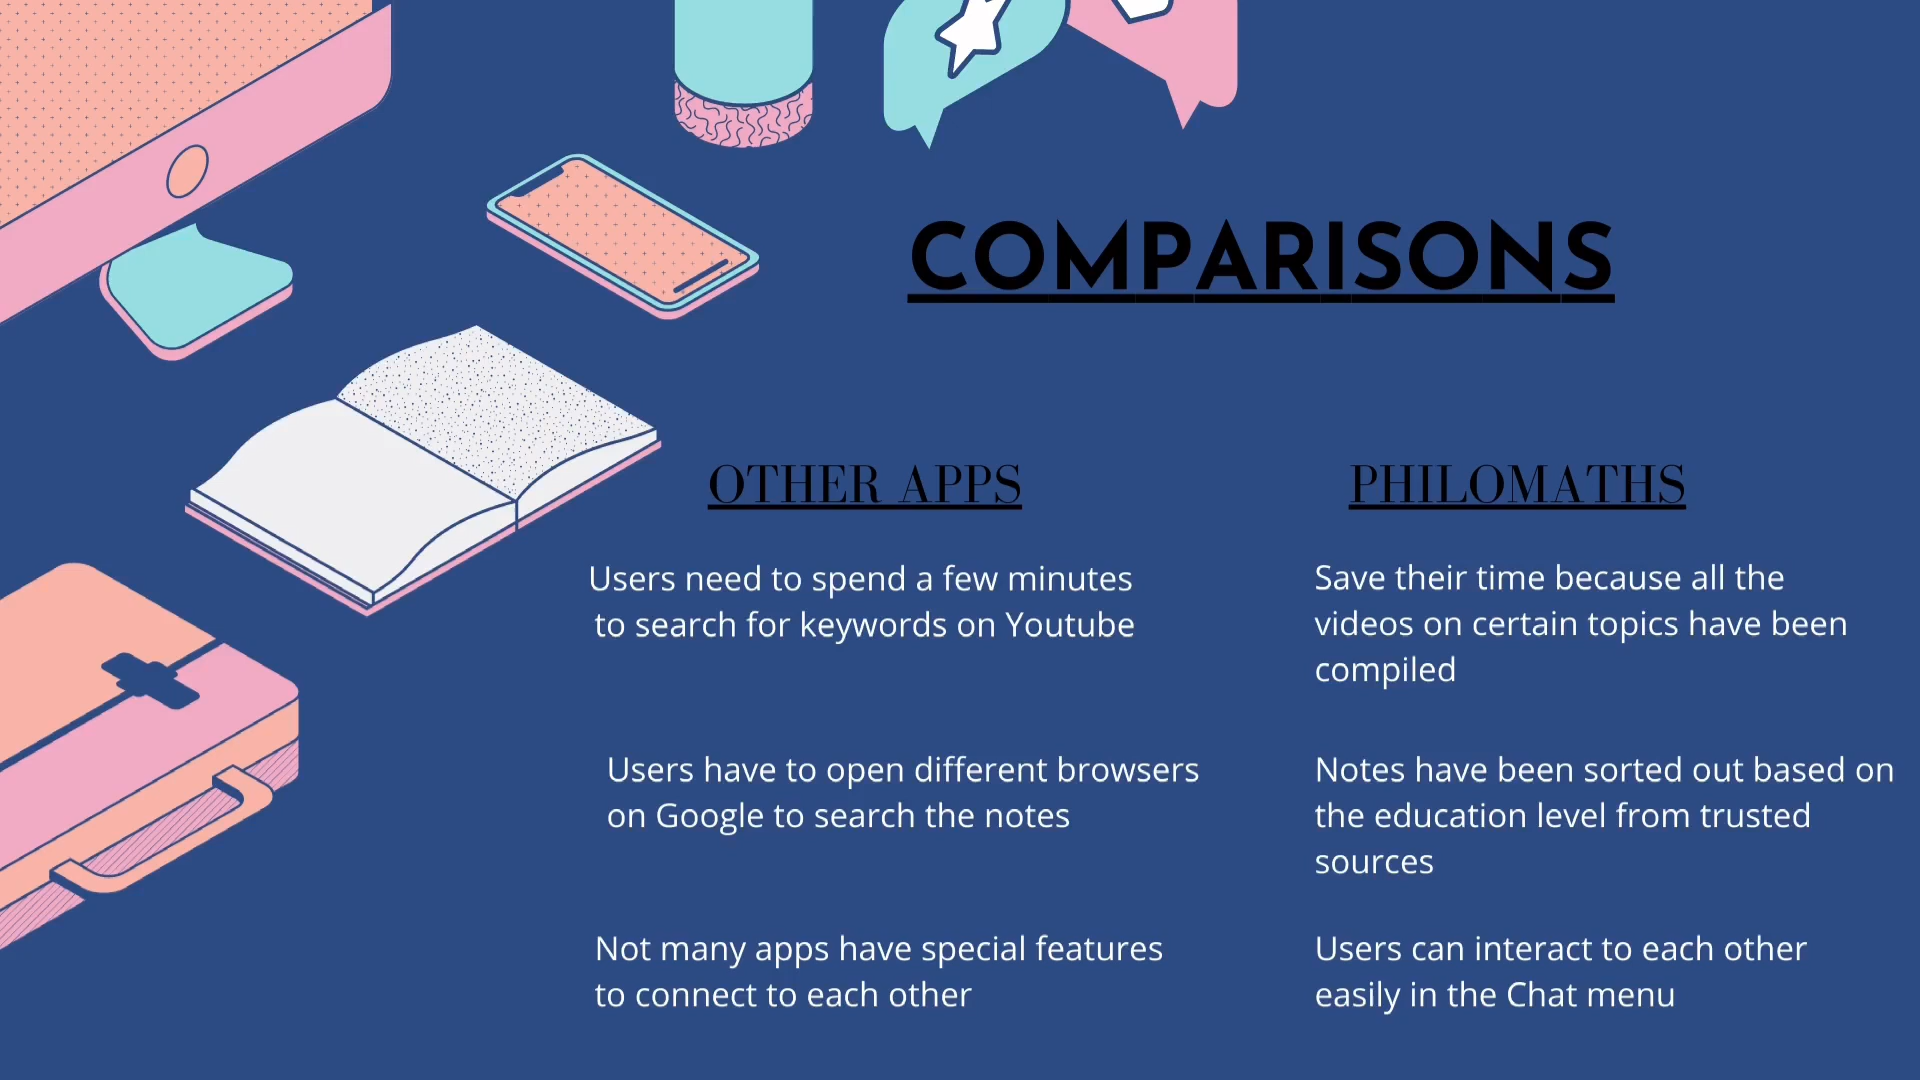 COMPARISONS
OTHER APPS
Users need to spend a few minutes
to search for keywords on Youtube
Users have to open different browsers
on Google to search the notes
Not many apps have special features
to connect to each other
PHILOMATHS
Save their time because all the
videos on certain topics have been
compiled
Notes have been sorted out based on
the education level from trusted
sources
Users can interact to each other
easily in the Chat menu